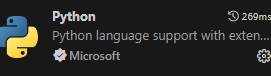 Python 269ms
Python language support with exten...
Microsoft